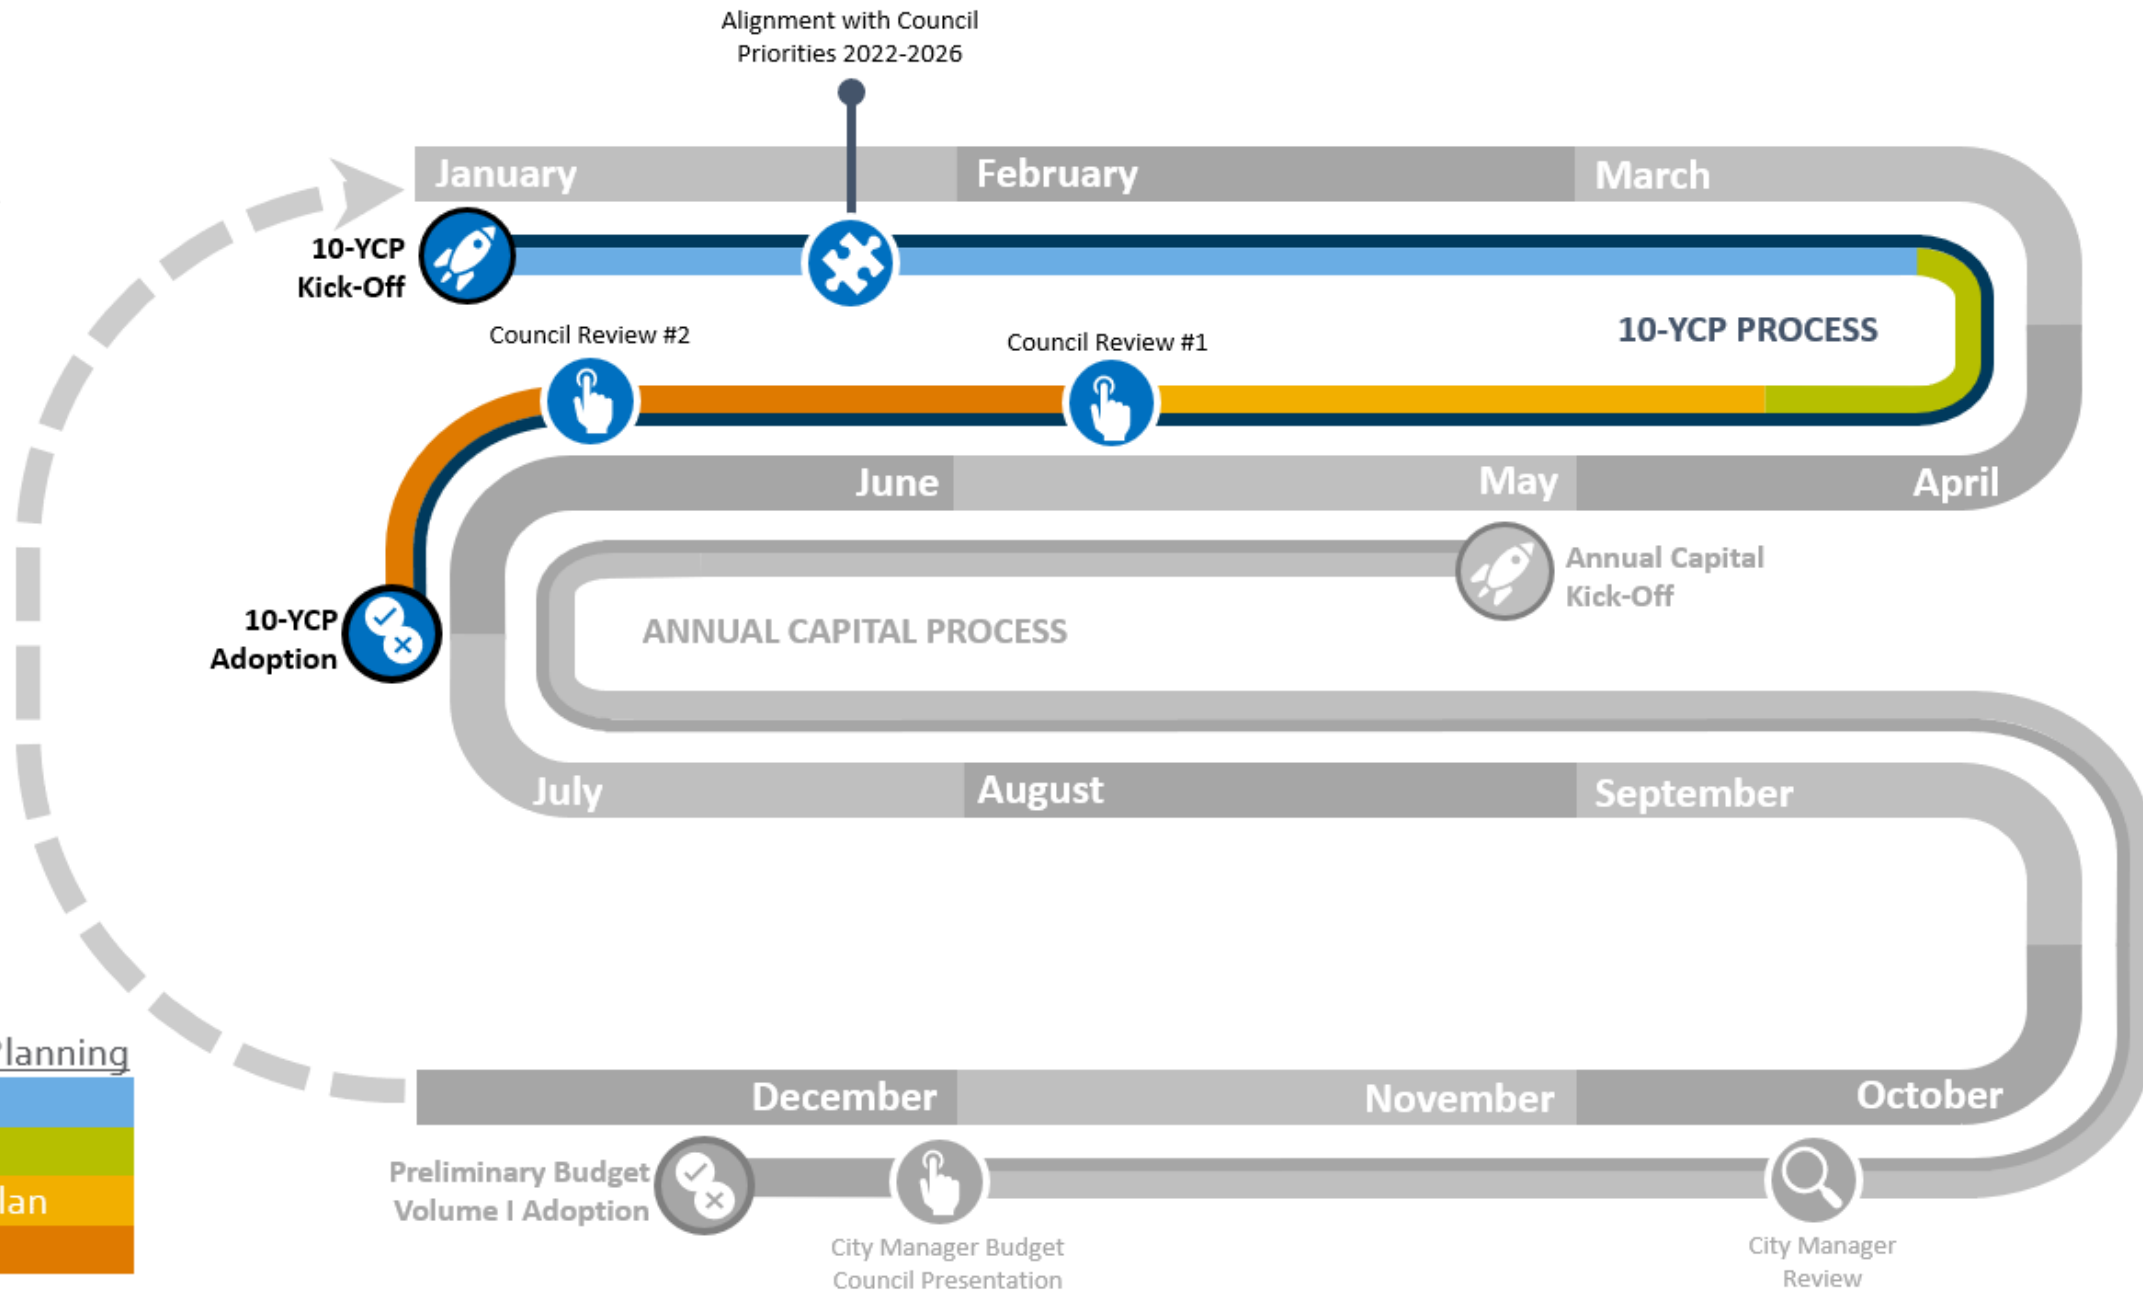 Alignment with Council
Priorities 2022-2026
January
February
March
10-YCP
Kick-Off
10-YCP PROCESS
Council Review #2
Council Review #1
June
May
April
Annual Capital
Kick-Off
10-YCP
Adoption
ANNUAL CAPITAL PROCESS
July
August
September
lanning
lan
December
November
October
Preliminary Budget
Volume I Adoption
City Manager Budget
Council Presentation
City Manager
Review